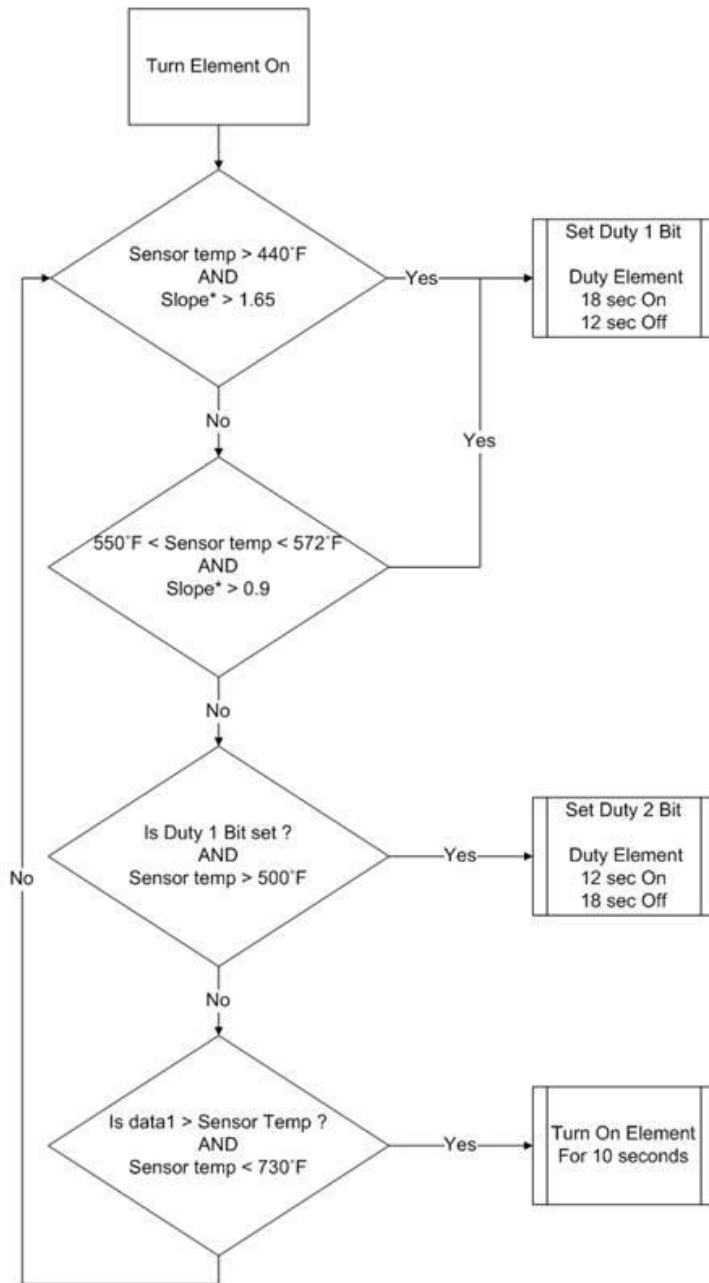 Turn Element On
Sensor temp > 440°F
AND
Slope* > 1.65
Yes
Set Duty 1 Bit
Duty Element
18 sec On
12 sec Off
No
Yes
550°F < Sensor temp < 572°F
AND
Slope* > 0.9
No
Is Duty 1 Bit set ?
AND
Sensor temp > 500°F
Yes
Set Duty 2 Bit
Duty Element
12 sec On
18 sec Off
No
No
Is data1 > Sensor Temp ?
AND
Sensor temp < 730°F
Yes
Turn On Element
For 10 seconds